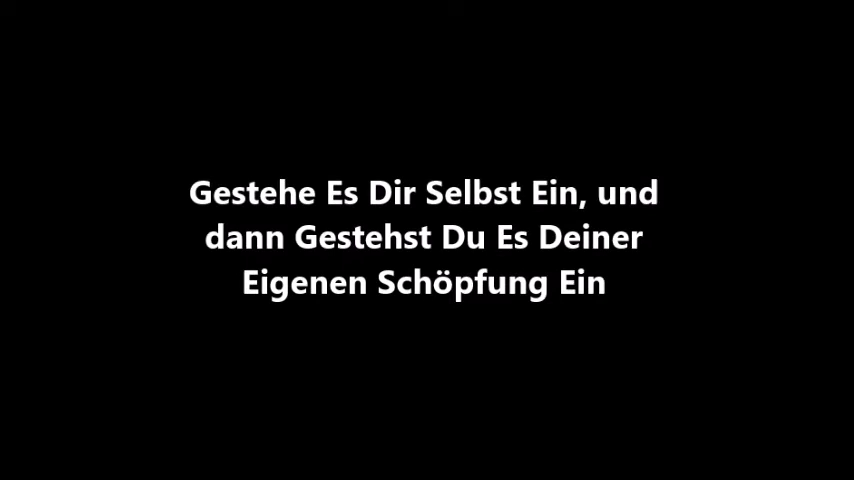 Gestehe Es Dir Selbst Ein, und
dann Gestehst Du Es Deiner
Eigenen Schöpfung Ein